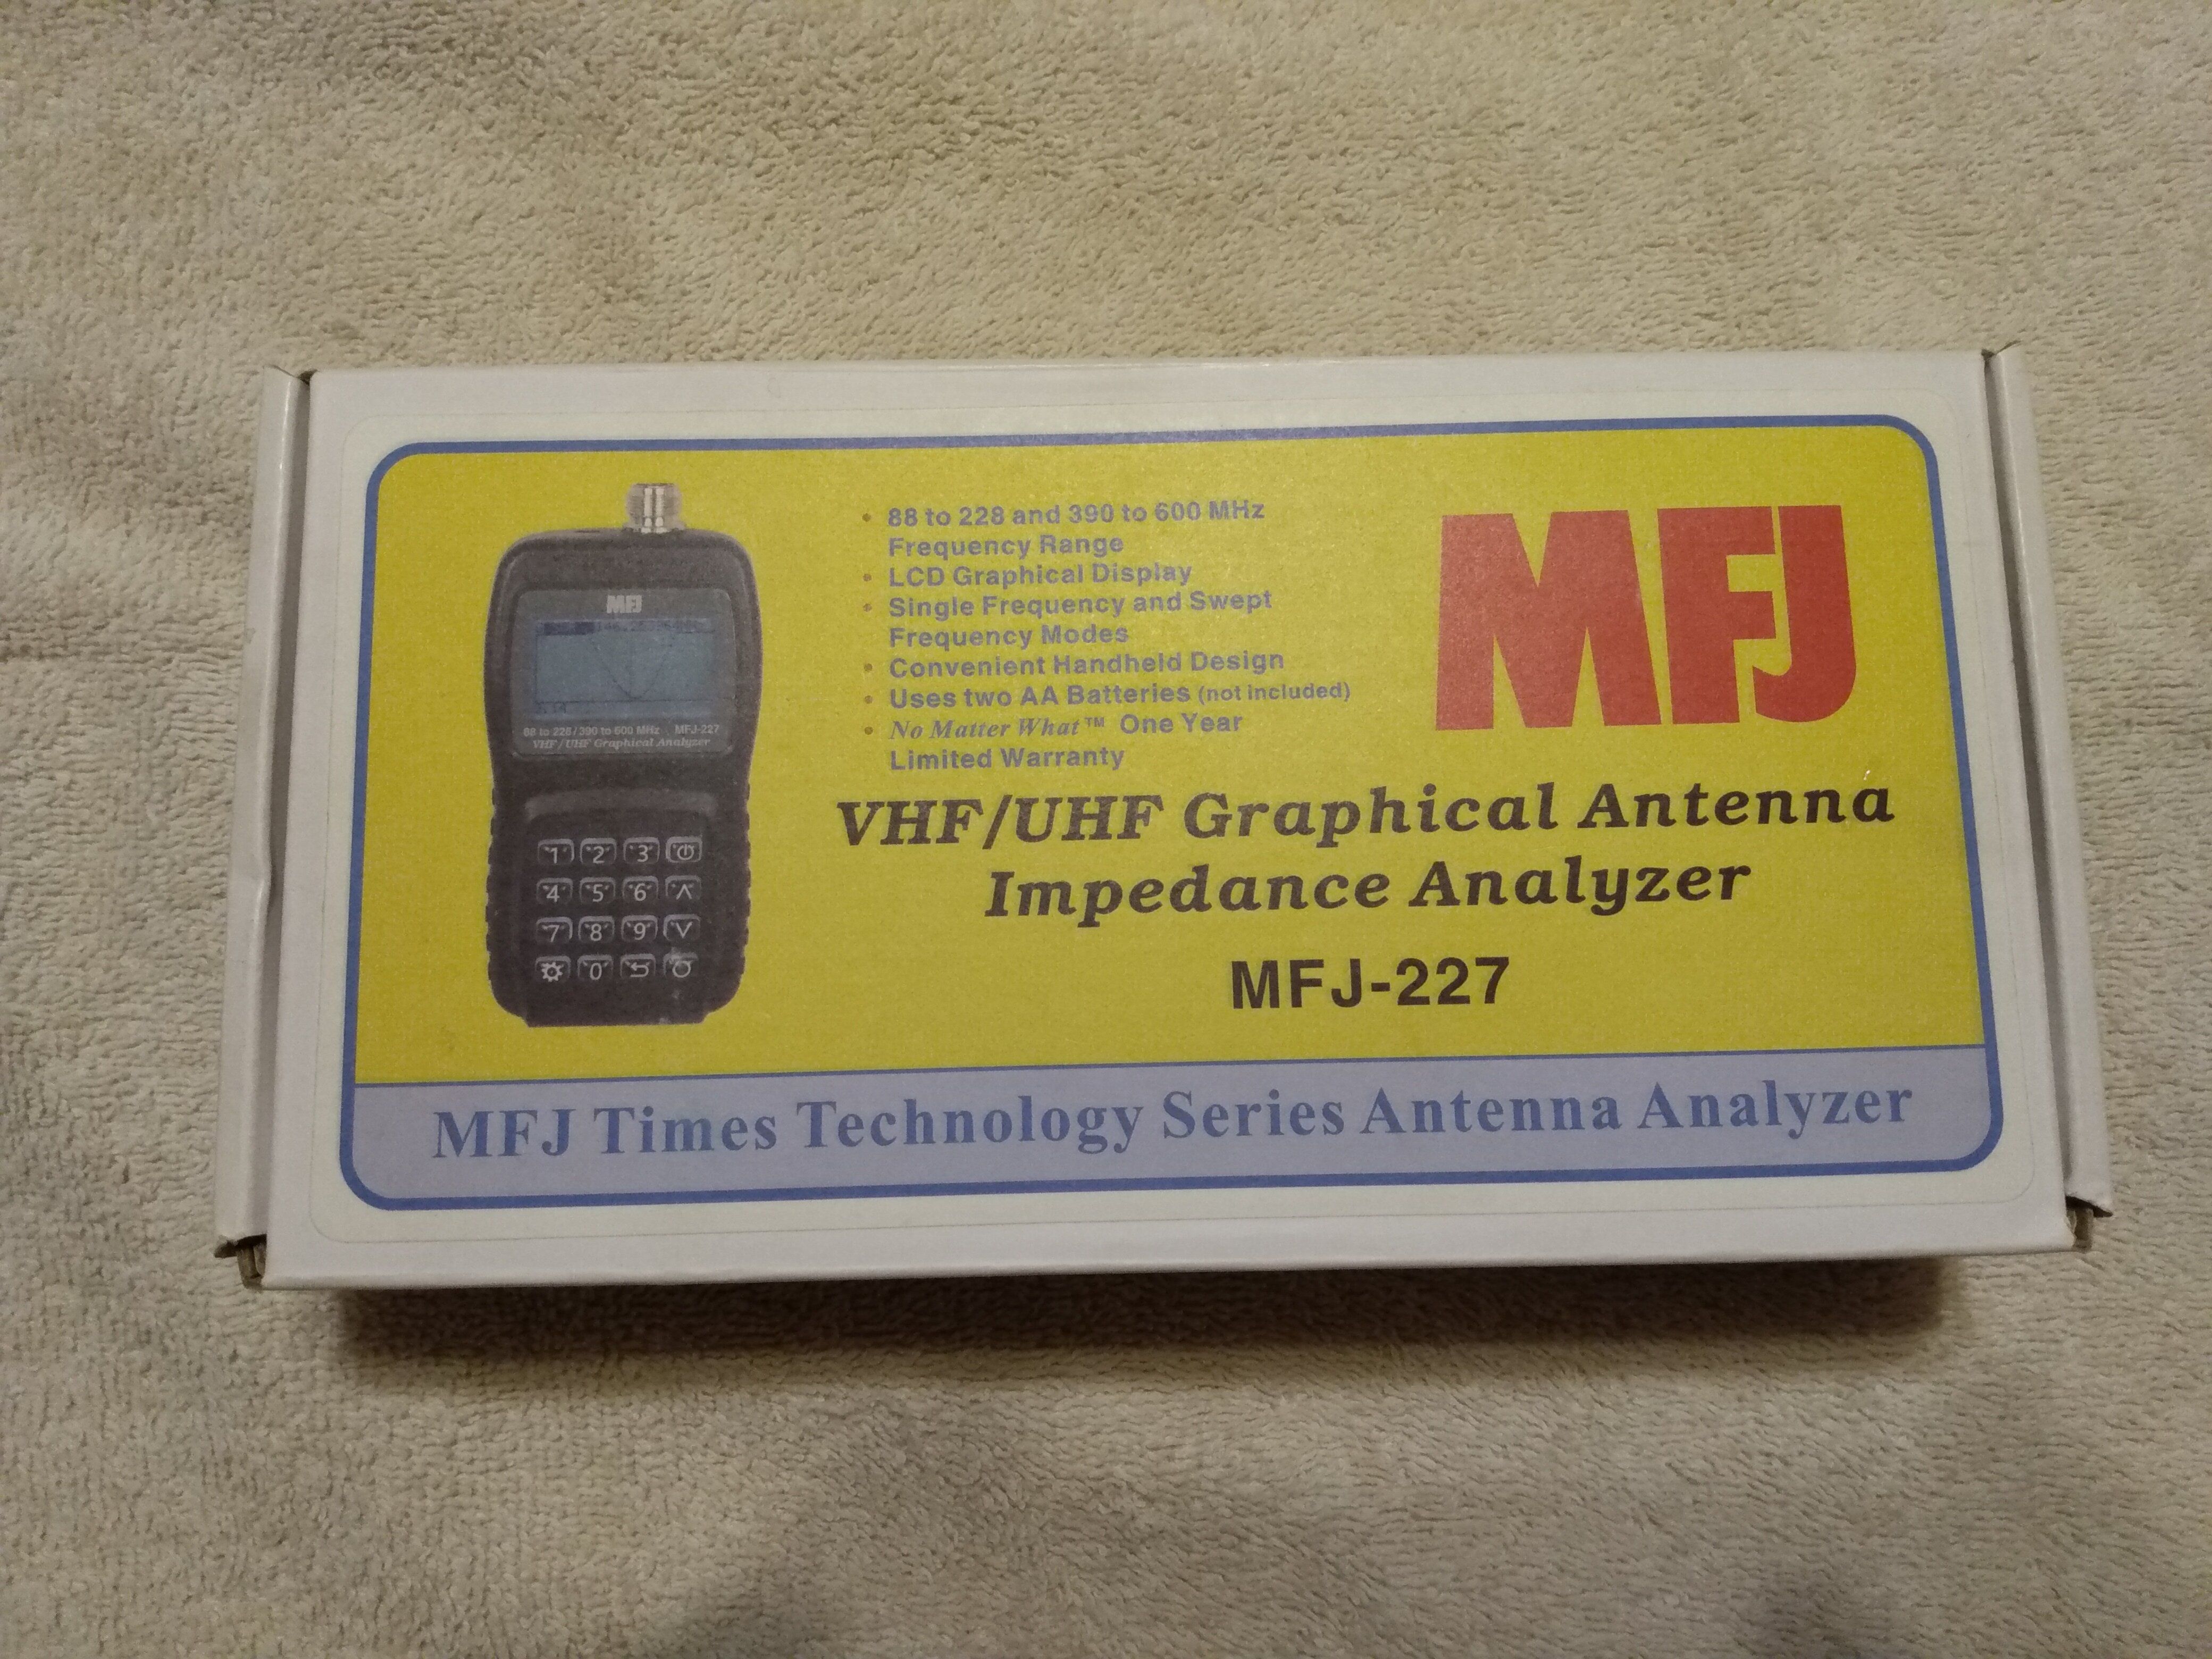 MFJ
88 to 228/390 to 600 MHz MFJ-227
VHF/UHF Graphical Analyzer
1 2 3
4 5 6
7 8 9
0
• 88 to 228 and 390 to 600 MHz
Frequency Range
• LCD Graphical Display
• Single Frequency and Swept
Frequency Modes
• Convenient Handheld Design
• Uses two AA Batteries (not included)
• No Matter What™ One Year
Limited Warranty
MFJ
VHF/UHF Graphical Antenna
Impedance Analyzer
MFJ-227
MFJ Times Technology Series Antenna Analyzer